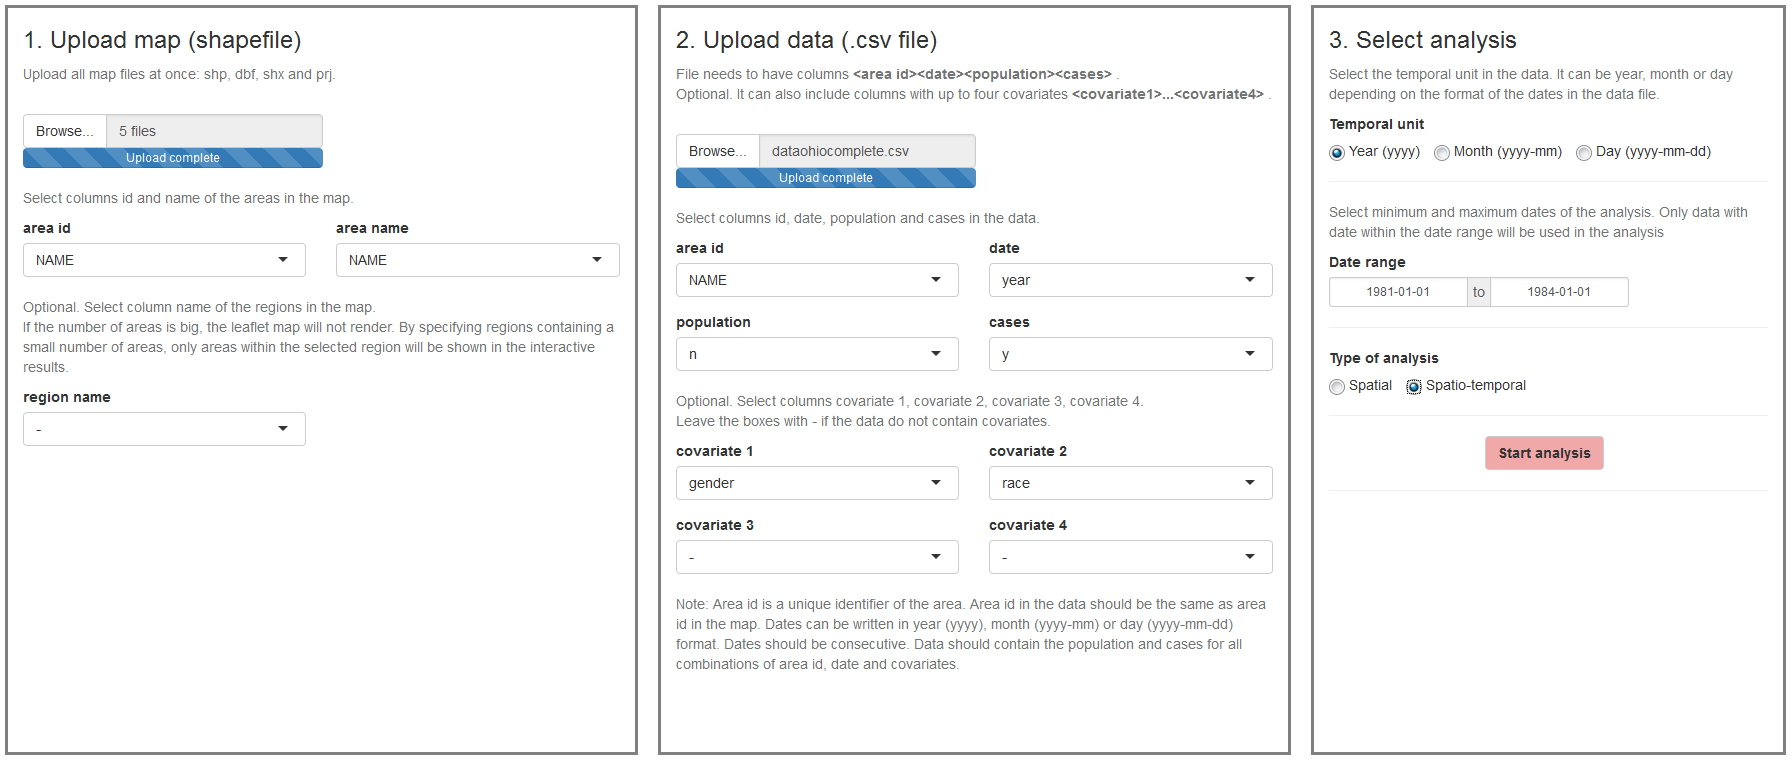 1. Upload map (shapefile)
Upload all map files at once: shp, dbf, shx and prj.
Browse... 5 files
Upload complete
Select columns id and name of the areas in the map.
area id area name
NAME NAME
Optional. Select column name of the regions in the map.
If the number of areas is big, the leaflet map will not render. By specifying regions containing a
small number of areas, only areas within the selected region will be shown in the interactive
results.
region name
-
2. Upload data (.csv file)
File needs to have columns <area id><date><population><cases> .
Optional. It can also include columns with up to four covariates <covariate1>...<covariate4> .
Browse... dataohiocomplete.csv
Upload complete
Select columns id, date, population and cases in the data.
area id date
NAME year
population cases
n y
Optional. Select columns covariate 1, covariate 2, covariate 3, covariate 4.
Leave the boxes with - if the data do not contain covariates.
covariate 1 covariate 2
gender race
covariate 3 covariate 4
- -
Note: Area id is a unique identifier of the area. Area id in the data should be the same as area
id in the map. Dates can be written in year (yyyy), month (yyyy-mm) or day (yyyy-mm-dd)
format. Dates should be consecutive. Data should contain the population and cases for all
combinations of area id, date and covariates.
3. Select analysis
Select the temporal unit in the data. It can be year, month or day
depending on the format of the dates in the data file.
Temporal unit
Year (yyyy) Month (yyyy-mm) Day (yyyy-mm-dd)
Select minimum and maximum dates of the analysis. Only data with
date within the date range will be used in the analysis
Date range
1981-01-01 to 1984-01-01
Type of analysis
Spatial Spatio-temporal
Start analysis